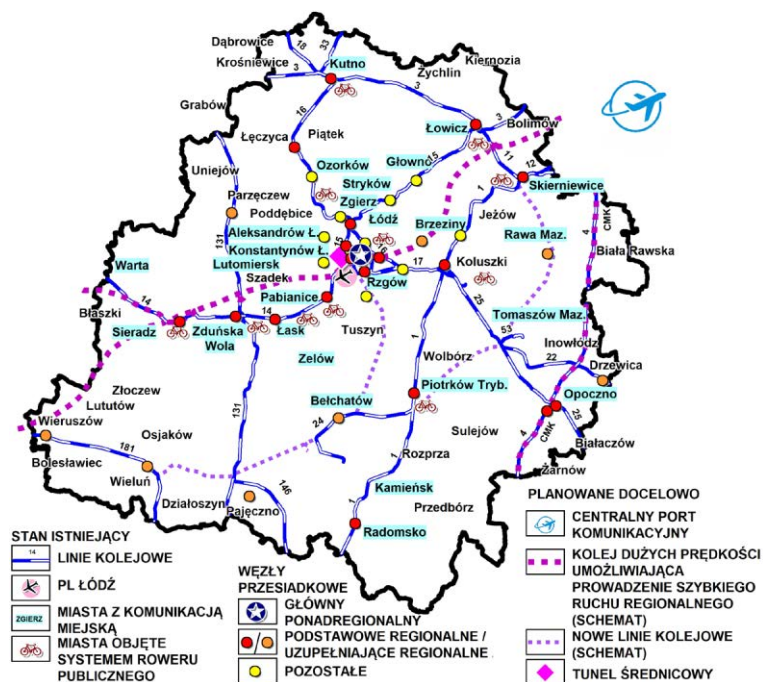 Dąbrowice
18
33
Krośniewice
3
Kutno
Żychlin
Kiernozia
Grabów
16
3
Łowicz
3
Bolimów
Łęczyca
Piątek
11
12
Uniejów
Ozorków
Głowno
15
Skierniewice
Stryków
Zgierz
1
CMK
Parzęczew
Poddębice
Łódź
Brzeziny
Jeżów
4
Aleksandrów Ł.
Rawa Maz.
Biała Rawska
131
Konstantynów Ł.
15
16
17
Koluszki
Warta
Lutomiersk
Szadek
Rzgów
25
14
Błaszki
Pabianice
Tomaszów Maz.
Sieradz
Zduńska
Wola
14
Łask
Tuszyn
53
Inowłódz
1
Wolbórz
22
Drzewica
Zelów
Złoczew
Lututów
131
Bełchatów
Piotrków Tryb.
Opoczno
Wieruszów
24
Sulejów
4
CMK
25
Białaczów
181
Osjaków
Bolesławiec
Rozprza
Wieluń
1
Żarnów
Działoszyn
146
Kamieńsk
Przedbórz
Pajęczno
1
Radomsko
STAN ISTNIEJĄCY
14
LINIE KOLEJOWE
PL ŁÓDŹ
ZGIERZ
MIASTA Z KOMUNIKACJĄ
MIEJSKĄ
MIASTA OBJĘTE
SYSTEMEM ROWERU
PUBLICZNEGO
WĘZŁY
PRZESIADKOWE
GŁÓWNY
PONADREGIONALNY
PODSTAWOWE REGIONALNE /
UZUPEŁNIAJĄCE REGIONALNE
POZOSTAŁE
PLANOWANE DOCELOWO
CENTRALNY PORT
KOMUNIKACYJNY
KOLEJ DUŻYCH PRĘDKOŚCI
UMOŻLIWIAJĄCA
PROWADZENIE SZYBKIEGO
RUCHU REGIONALNEGO
(SCHEMAT)
NOWE LINIE KOLEJOWE
(SCHEMAT)
TUNEL ŚREDNICOWY